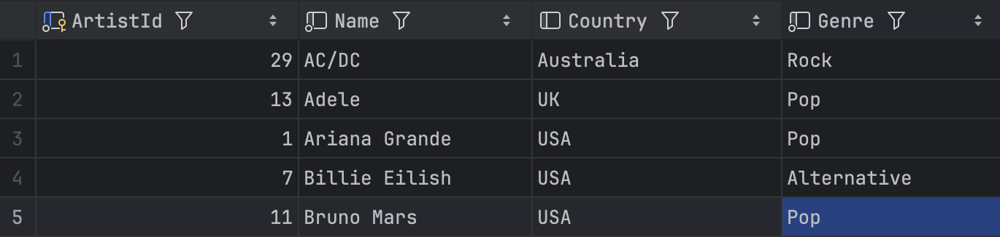 ArtistId Name Country Genre
1 29 AC/DC Australia Rock
2 13 Adele UK Pop
3 1 Ariana Grande USA Pop
4 7 Billie Eilish USA Alternative
5 11 Bruno Mars USA Pop